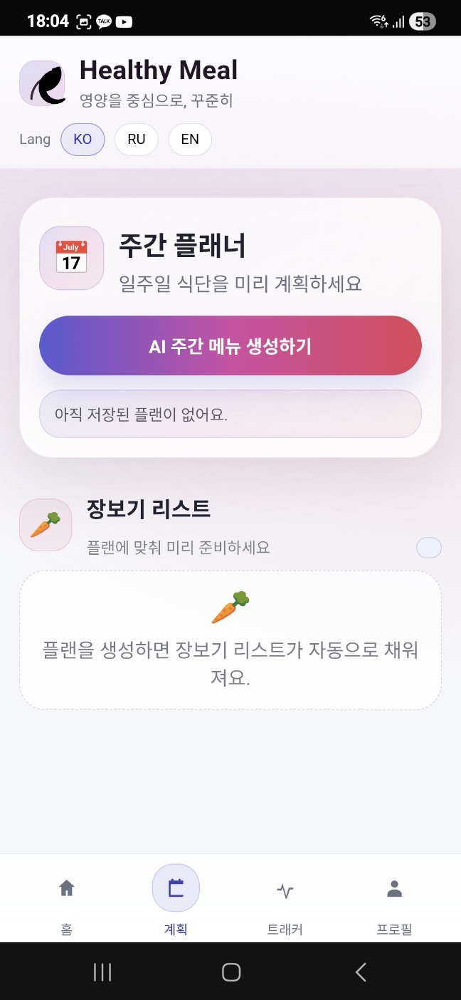 18:04
TALK
6
53
Healthy Meal
영양을 중심으로, 꾸준히
Lang KO RU EN
July
17
주간 플래너
일주일 식단을 미리 계획하세요
AI 주간 메뉴 생성하기
아직 저장된 플랜이 없어요.
장보기 리스트
플랜에 맞춰 미리 준비하세요
플랜을 생성하면 장보기 리스트가 자동으로 채워
져요.
홈 계획 트래커 프로필